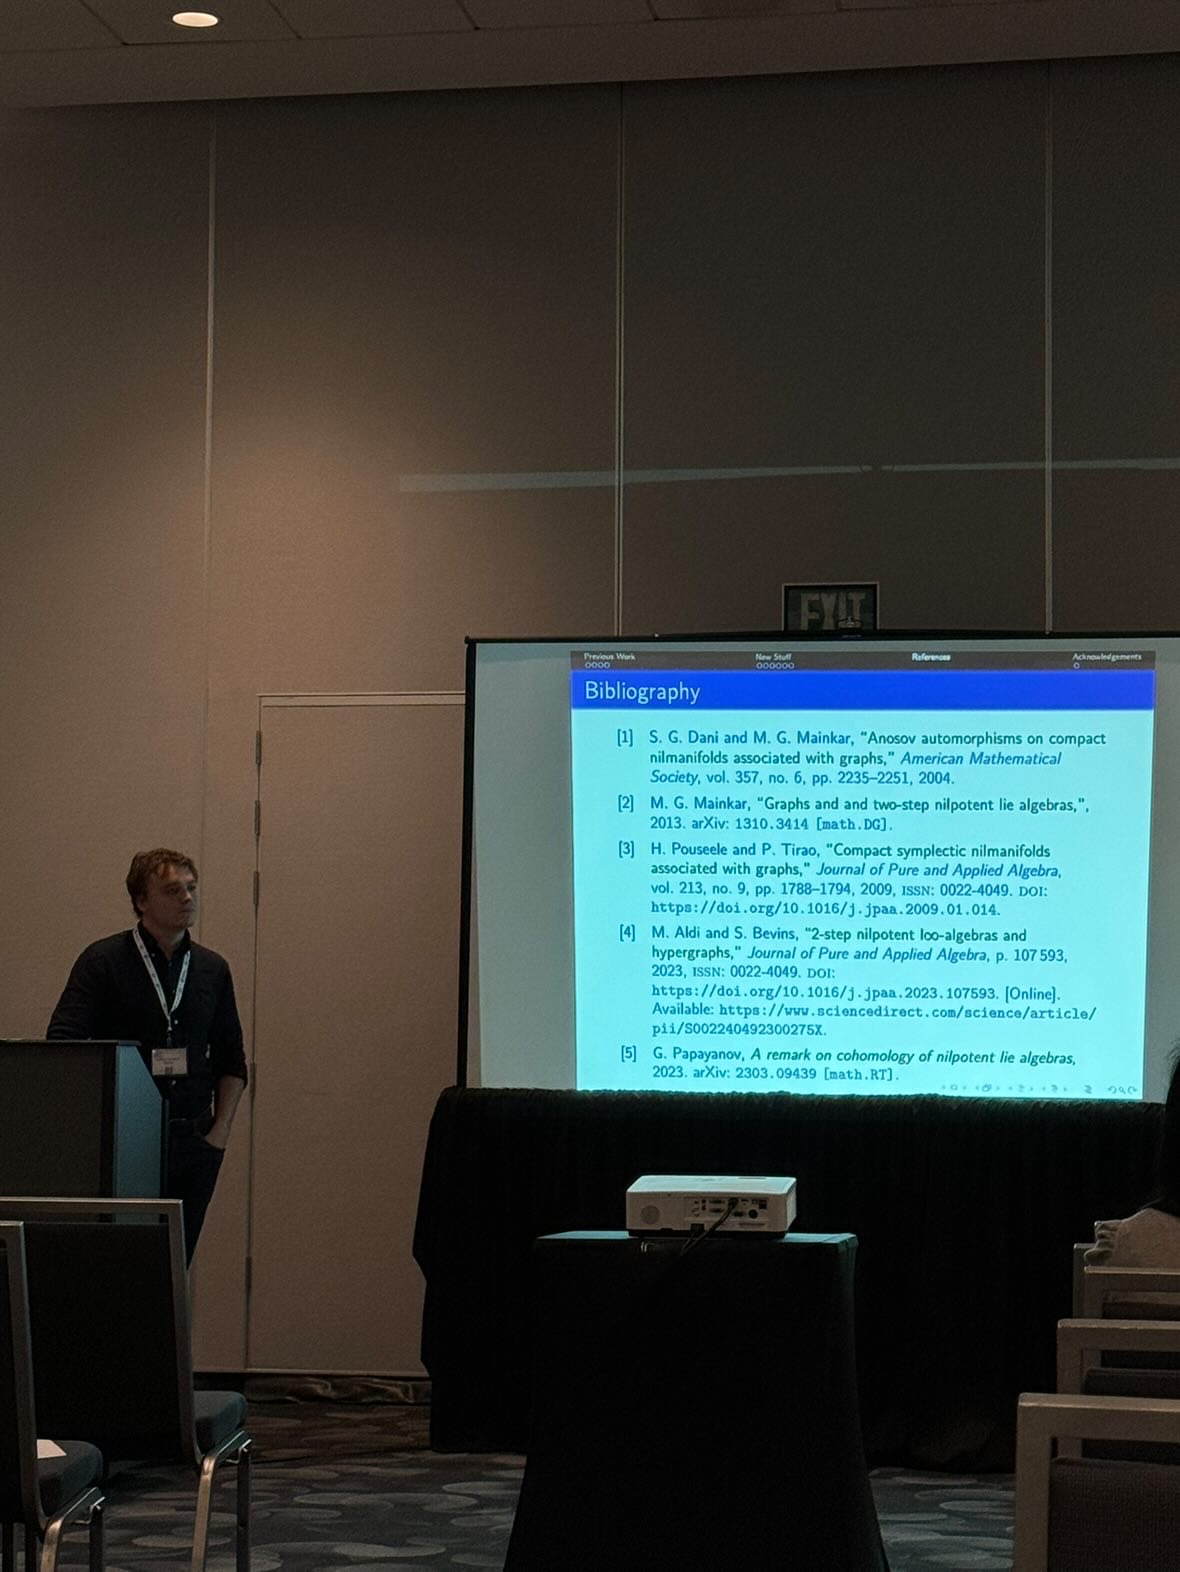 EXIT
Previous Work New Stuff References Acknowledgements
Bibliography
[1] S. G. Dani and M. G. Mainkar, “Anosov automorphisms on compact
nilmanifolds associated with graphs,” American Mathematical
Society, vol. 357, no. 6, pp. 2235–2251, 2004.
[2] M. G. Mainkar, “Graphs and and two-step nilpotent lie algebras,”,
2013. arXiv: 1310.3414 [math.DG].
[3] H. Pouseele and P. Tirao, “Compact symplectic nilmanifolds
associated with graphs,” Journal of Pure and Applied Algebra,
vol. 213, no. 9, pp. 1788–1794, 2009, ISSN: 0022-4049. DOI:
https://doi.org/10.1016/j.jpaa.2009.01.014.
[4] M. Aldi and S. Bevins, “2-step nilpotent loo-algebras and
hypergraphs,” Journal of Pure and Applied Algebra, p. 107 593,
2023, ISSN: 0022-4049. DOI:
https://doi.org/10.1016/j.jpaa.2023.107593. [Online].
Available: https://www.sciencedirect.com/science/article/
pii/S002240492300275X.
[5] G. Papayanov, A remark on cohomology of nilpotent lie algebras,
2023. arXiv: 2303.09439 [math.RT].